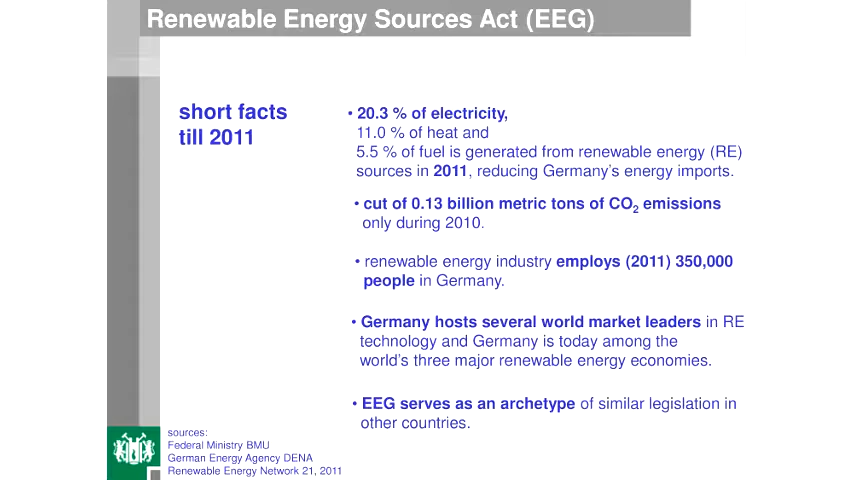 Renewable Energy Sources Act (EEG)
short facts
till 2011
• 20.3 % of electricity,
11.0 % of heat and
5.5 % of fuel is generated from renewable energy (RE)
sources in 2011, reducing Germany's energy imports.
• cut of 0.13 billion metric tons of CO2 emissions
only during 2010.
• renewable energy industry employs (2011) 350,000
people in Germany.
• Germany hosts several world market leaders in RE
technology and Germany is today among the
world's three major renewable energy economies.
• EEG serves as an archetype of similar legislation in
other countries.
sources:
Federal Ministry BMU
German Energy Agency DENA
Renewable Energy Network 21, 2011